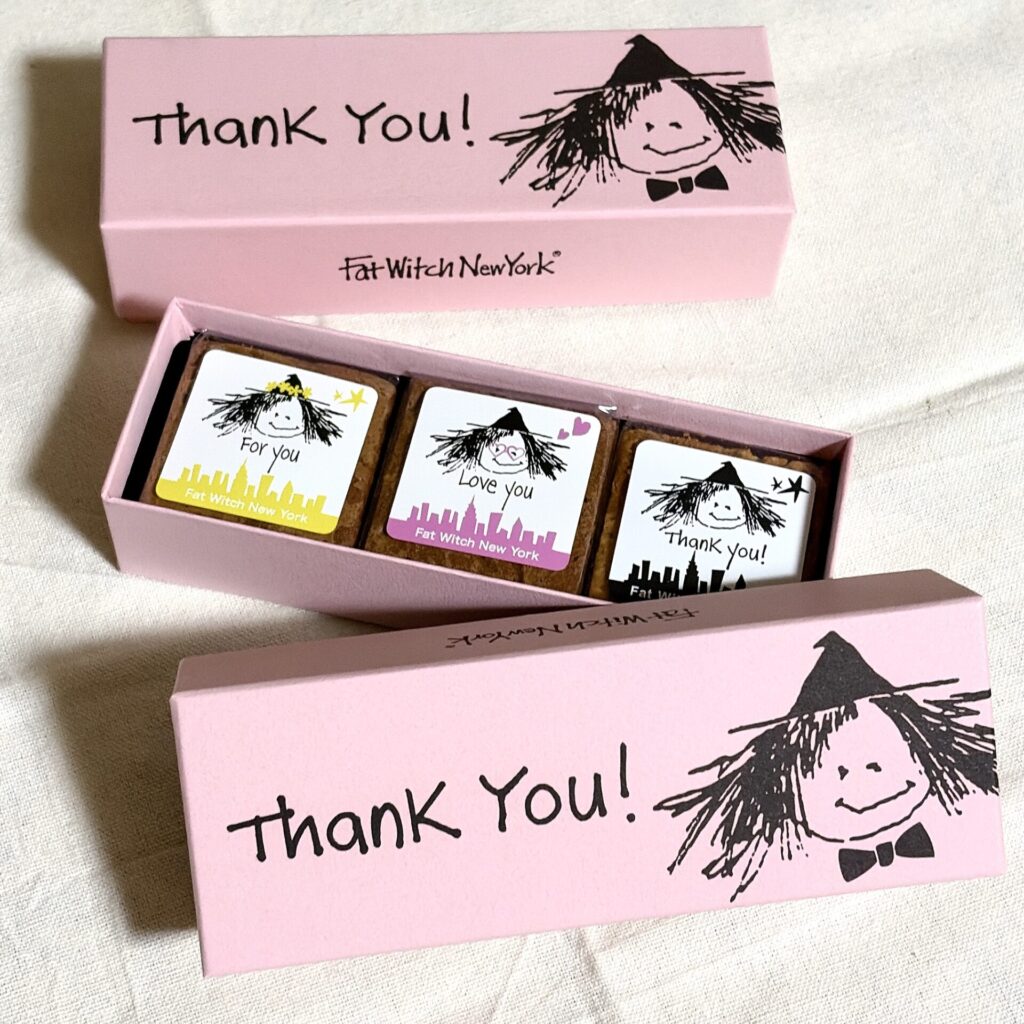 Thank You!
Fat Witch New York®
For you
Fat Witch New York
Love you
Fat Witch New York
Thank you!
Fat
Fat Witch New York
Thank You!